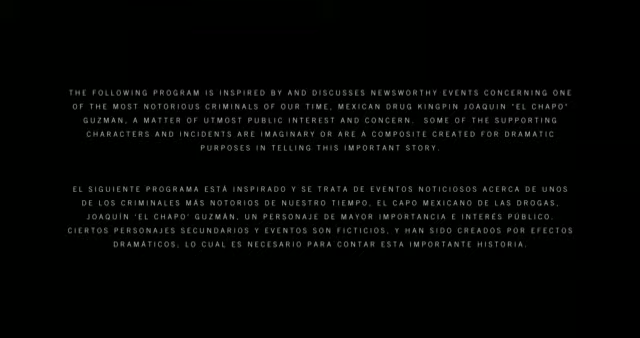 THE FOLLOWING PROGRAM IS INSPIRED BY AND DISCUSSES NEWSWORTHY EVENTS CONCERNING ONE
OF THE MOST NOTORIOUS CRIMINALS OF OUR TIME, MEXICAN DRUG KINGPIN JOAQUIN "EL CHAPO"
GUZMAN, A MATTER OF UTMOST PUBLIC INTEREST AND CONCERN. SOME OF THE SUPPORTING
CHARACTERS AND INCIDENTS ARE IMAGINARY OR ARE A COMPOSITE CREATED FOR DRAMATIC
PURPOSES IN TELLING THIS IMPORTANT STORY.
EL SIGUIENTE PROGRAMA ESTÁ INSPIRADO Y SE TRATA DE EVENTOS NOTICIOSOS ACERCA DE UNOS
DE LOS CRIMINALES MÁS NOTORIOS DE NUESTRO TIEMPO, EL CAPO MEXICANO DE LAS DROGAS,
JOAQUÍN 'EL CHAPO' GUZMÁN, UN PERSONAJE DE MAYOR IMPORTANCIA E INTERÉS PÚBLICO.
CIERTOS PERSONAJES SECUNDARIOS Y EVENTOS SON FICTICIOS, Y HAN SIDO CREADOS POR EFECTOS
DRAMÁTICOS, LO CUAL ES NECESARIO PARA CONTAR ESTA IMPORTANTE HISTORIA.